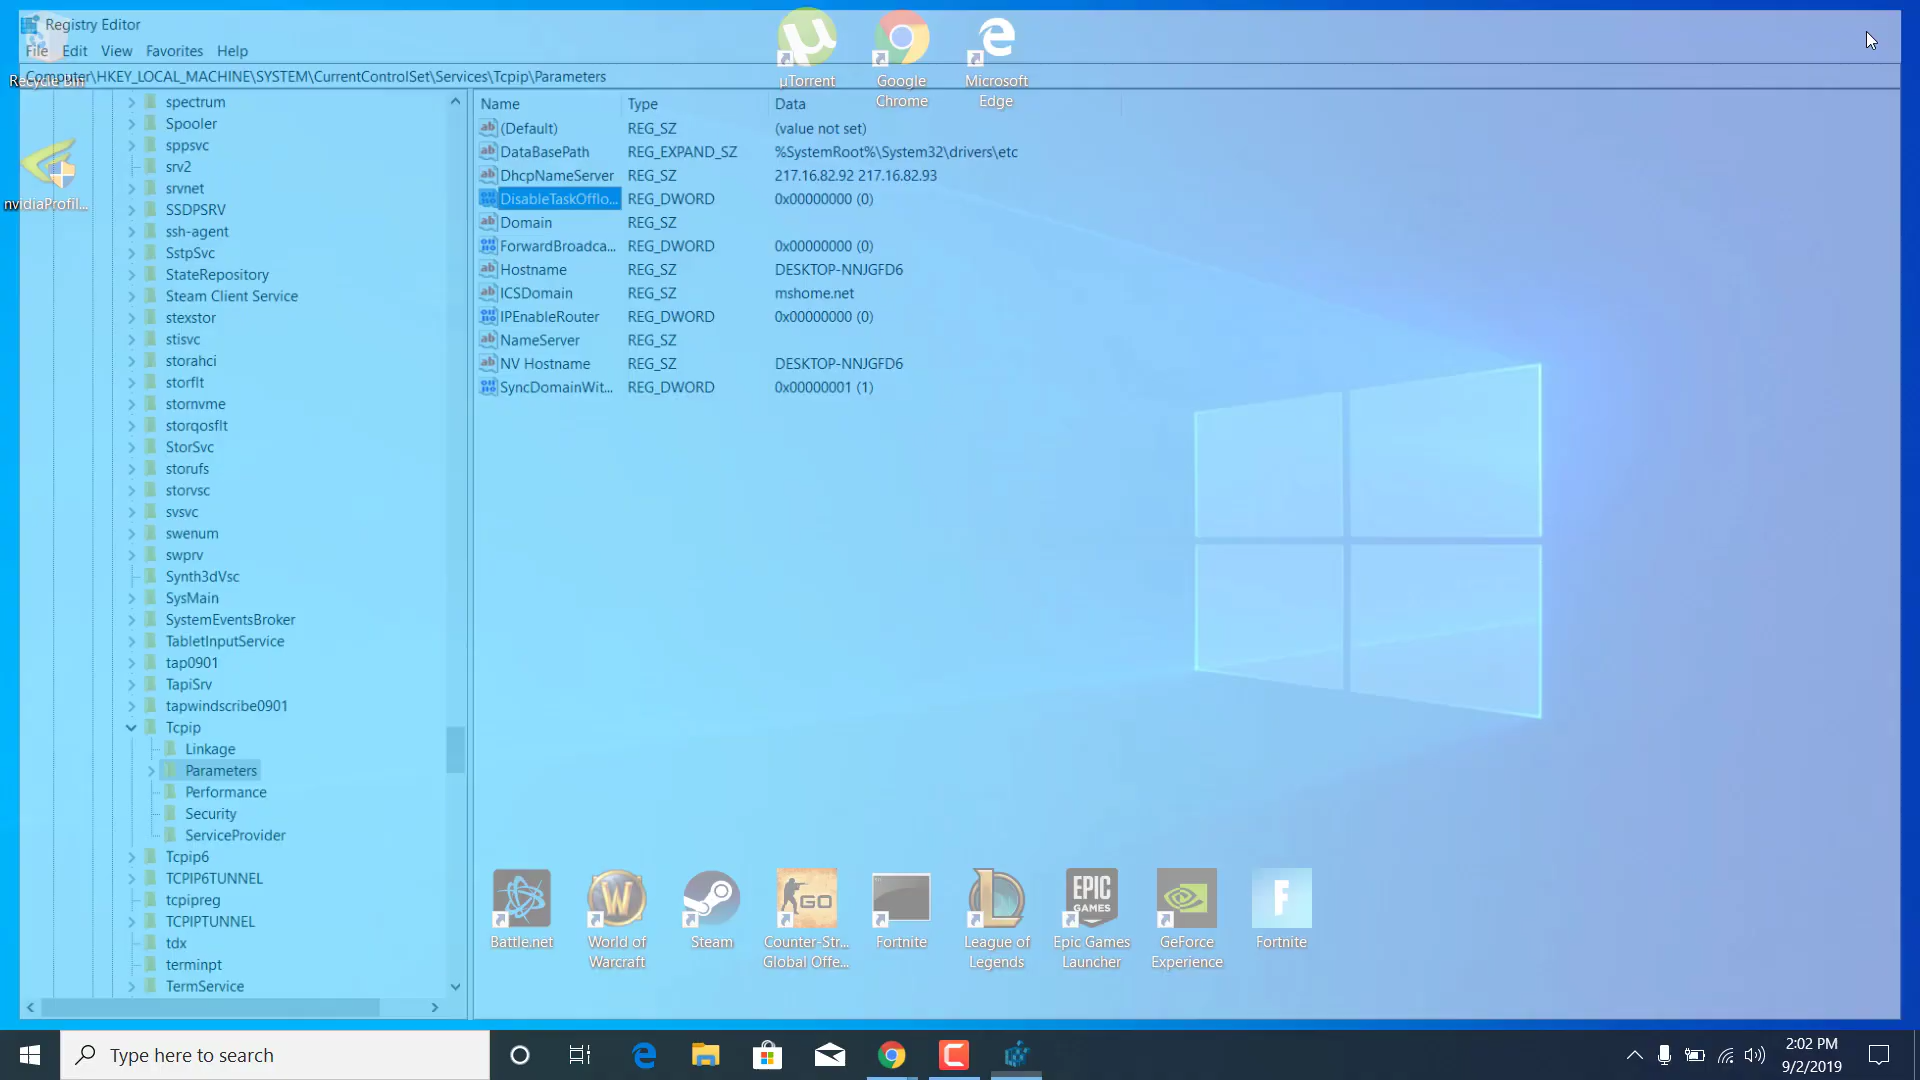 Registry Editor
File Edit View Favorites Help
Computer\HKEY_LOCAL_MACHINE\SYSTEM\CurrentControlSet\Services\Tcpip\Parameters
Recycle Bin
µTorrent
Google
Chrome
Microsoft
Edge
nvidiaProfil...
spectrum
Spooler
sppsvc
srv2
srvnet
SSDPSRV
ssh-agent
SstpSvc
StateRepository
Steam Client Service
stexstor
stisvc
storahci
storflt
stornvme
storqosflt
StorSvc
storufs
storvsc
svsvc
swenum
swprv
Synth3dVsc
SysMain
SystemEventsBroker
TabletInputService
tap0901
TapiSrv
tapwindscribe0901
Tcpip
Linkage
Parameters
Performance
Security
ServiceProvider
Tcpip6
TCPIP6TUNNEL
tcpipreg
TCPIPTUNNEL
tdx
terminpt
TermService
Name Type Data
(Default) REG_SZ (value not set)
DataBasePath REG_EXPAND_SZ %SystemRoot%\System32\drivers\etc
DhcpNameServer REG_SZ 217.16.82.92 217.16.82.93
DisableTaskOfflo... REG_DWORD 0x00000000 (0)
Domain REG_SZ
ForwardBroadca... REG_DWORD 0x00000000 (0)
Hostname REG_SZ DESKTOP-NNJGFD6
ICSDomain REG_SZ mshome.net
IPEnableRouter REG_DWORD 0x00000000 (0)
NameServer REG_SZ
NV Hostname REG_SZ DESKTOP-NNJGFD6
SyncDomainWit... REG_DWORD 0x00000001 (1)
GO
EPIC
GAMES
F
Battle.net
World of
Warcraft
Steam
Counter-Str...
Global Offe...
Fortnite
League of
Legends
Epic Games
Launcher
GeForce
Experience
Fortnite
Type here to search
2:02 PM
9/2/2019